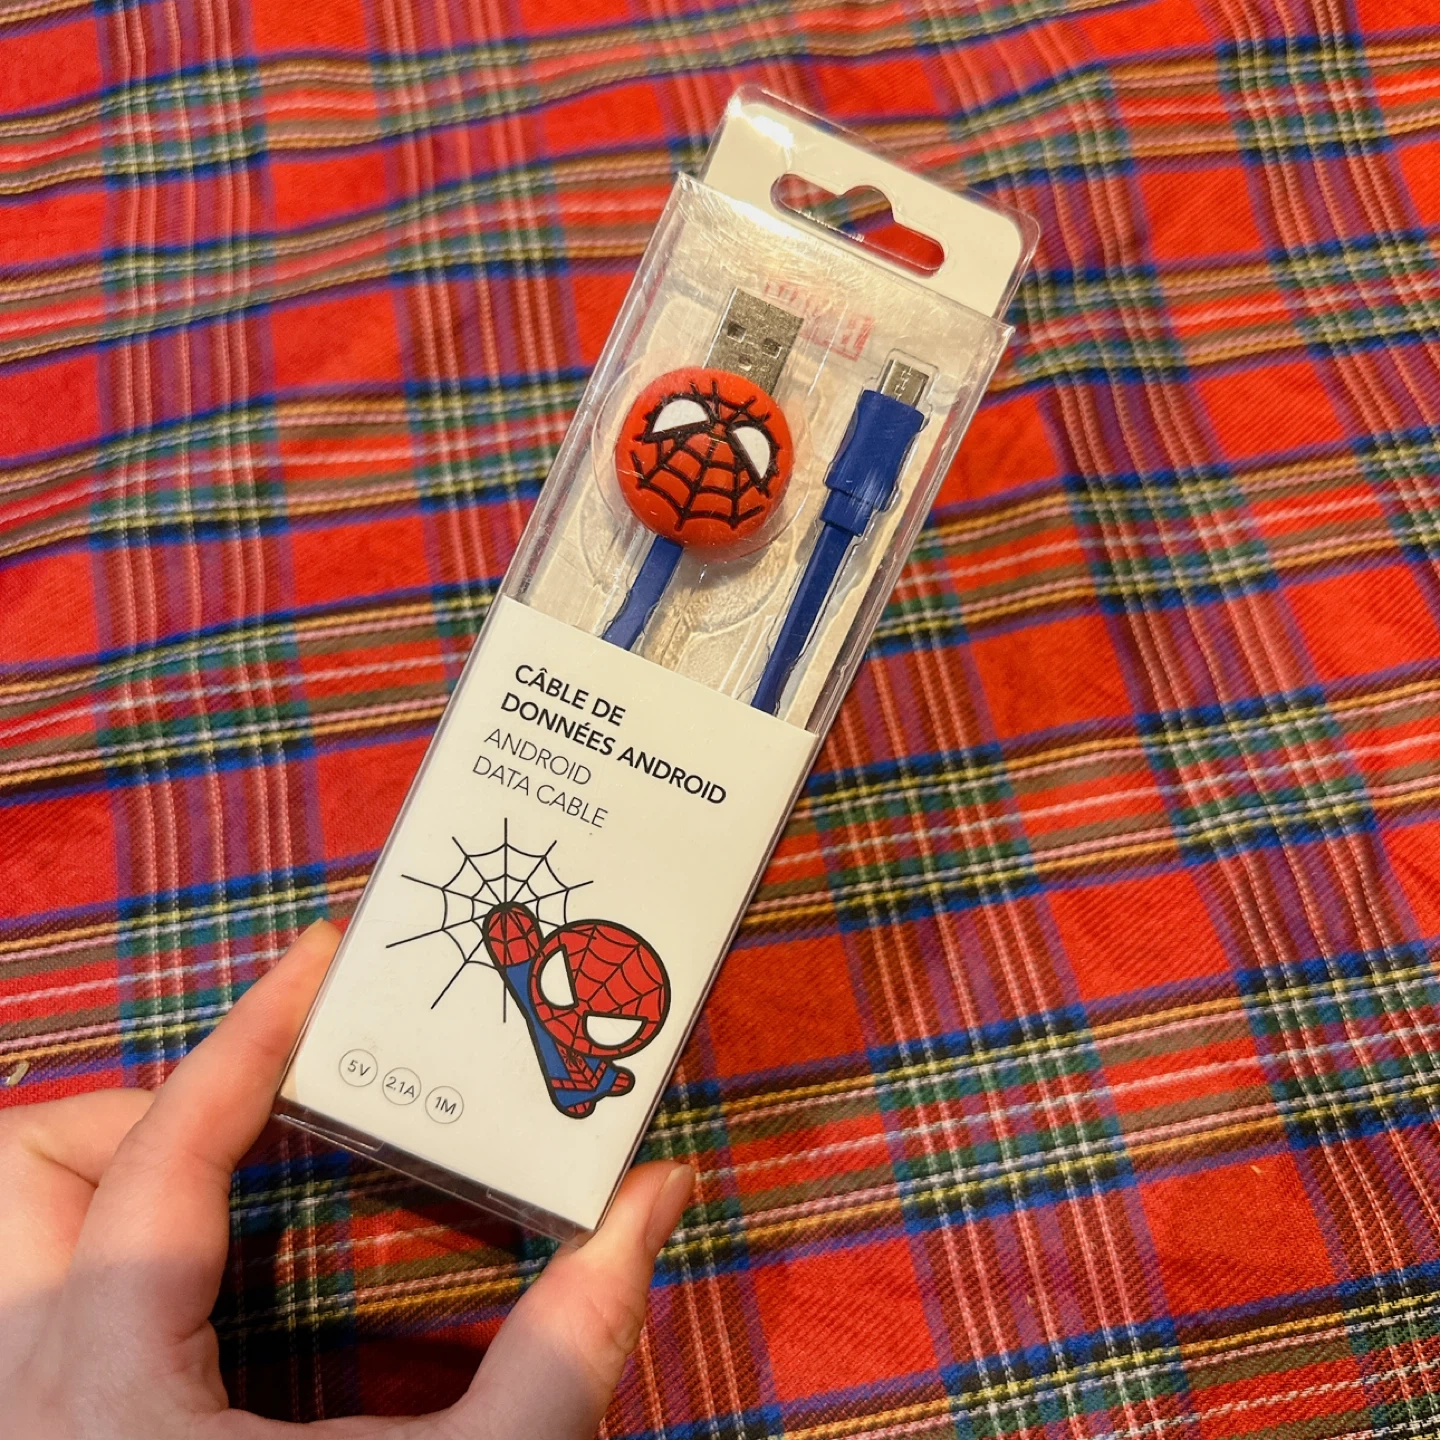 CÂBLE DE
DONNÉES ANDROID
ANDROID
DATA CABLE
5V 2.1A 1M